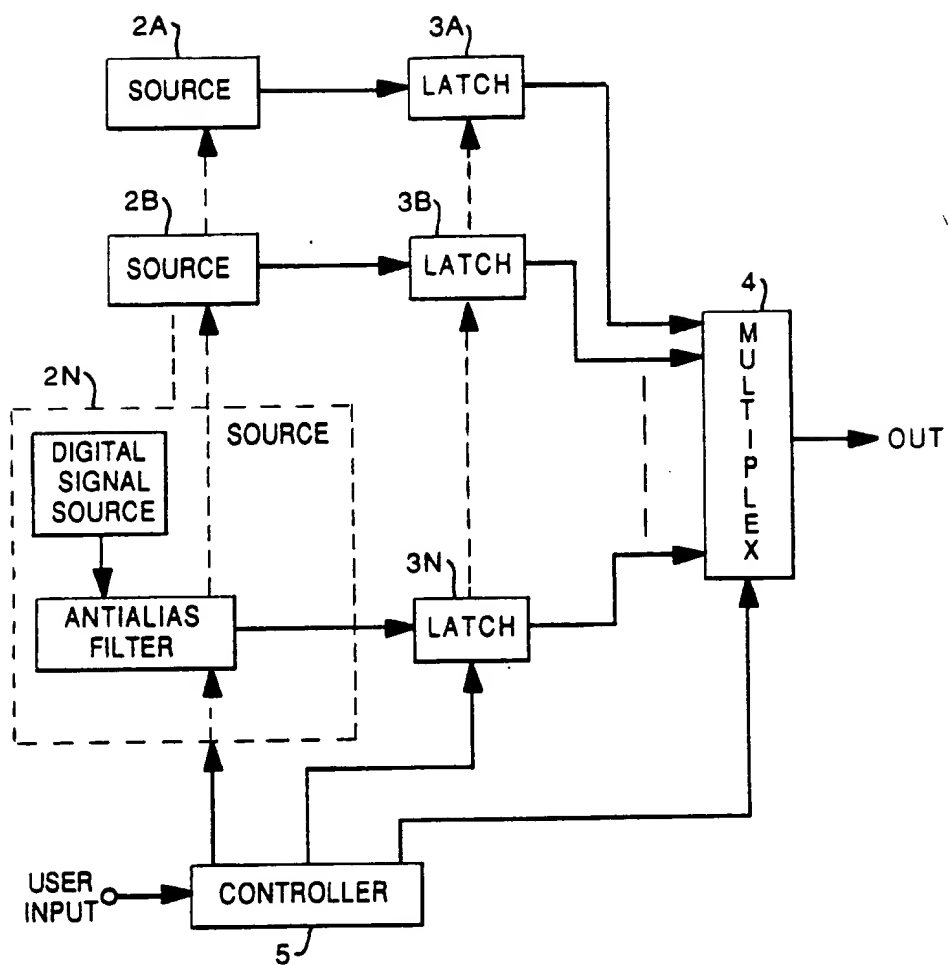 2A
3A
SOURCE
LATCH
2B
3B
SOURCE
LATCH
4
MULTIPLEX
2N
SOURCE
DIGITAL
SIGNAL
SOURCE
OUT
3N
ANTIALIAS
FILTER
LATCH
USER
INPUT
CONTROLLER
5